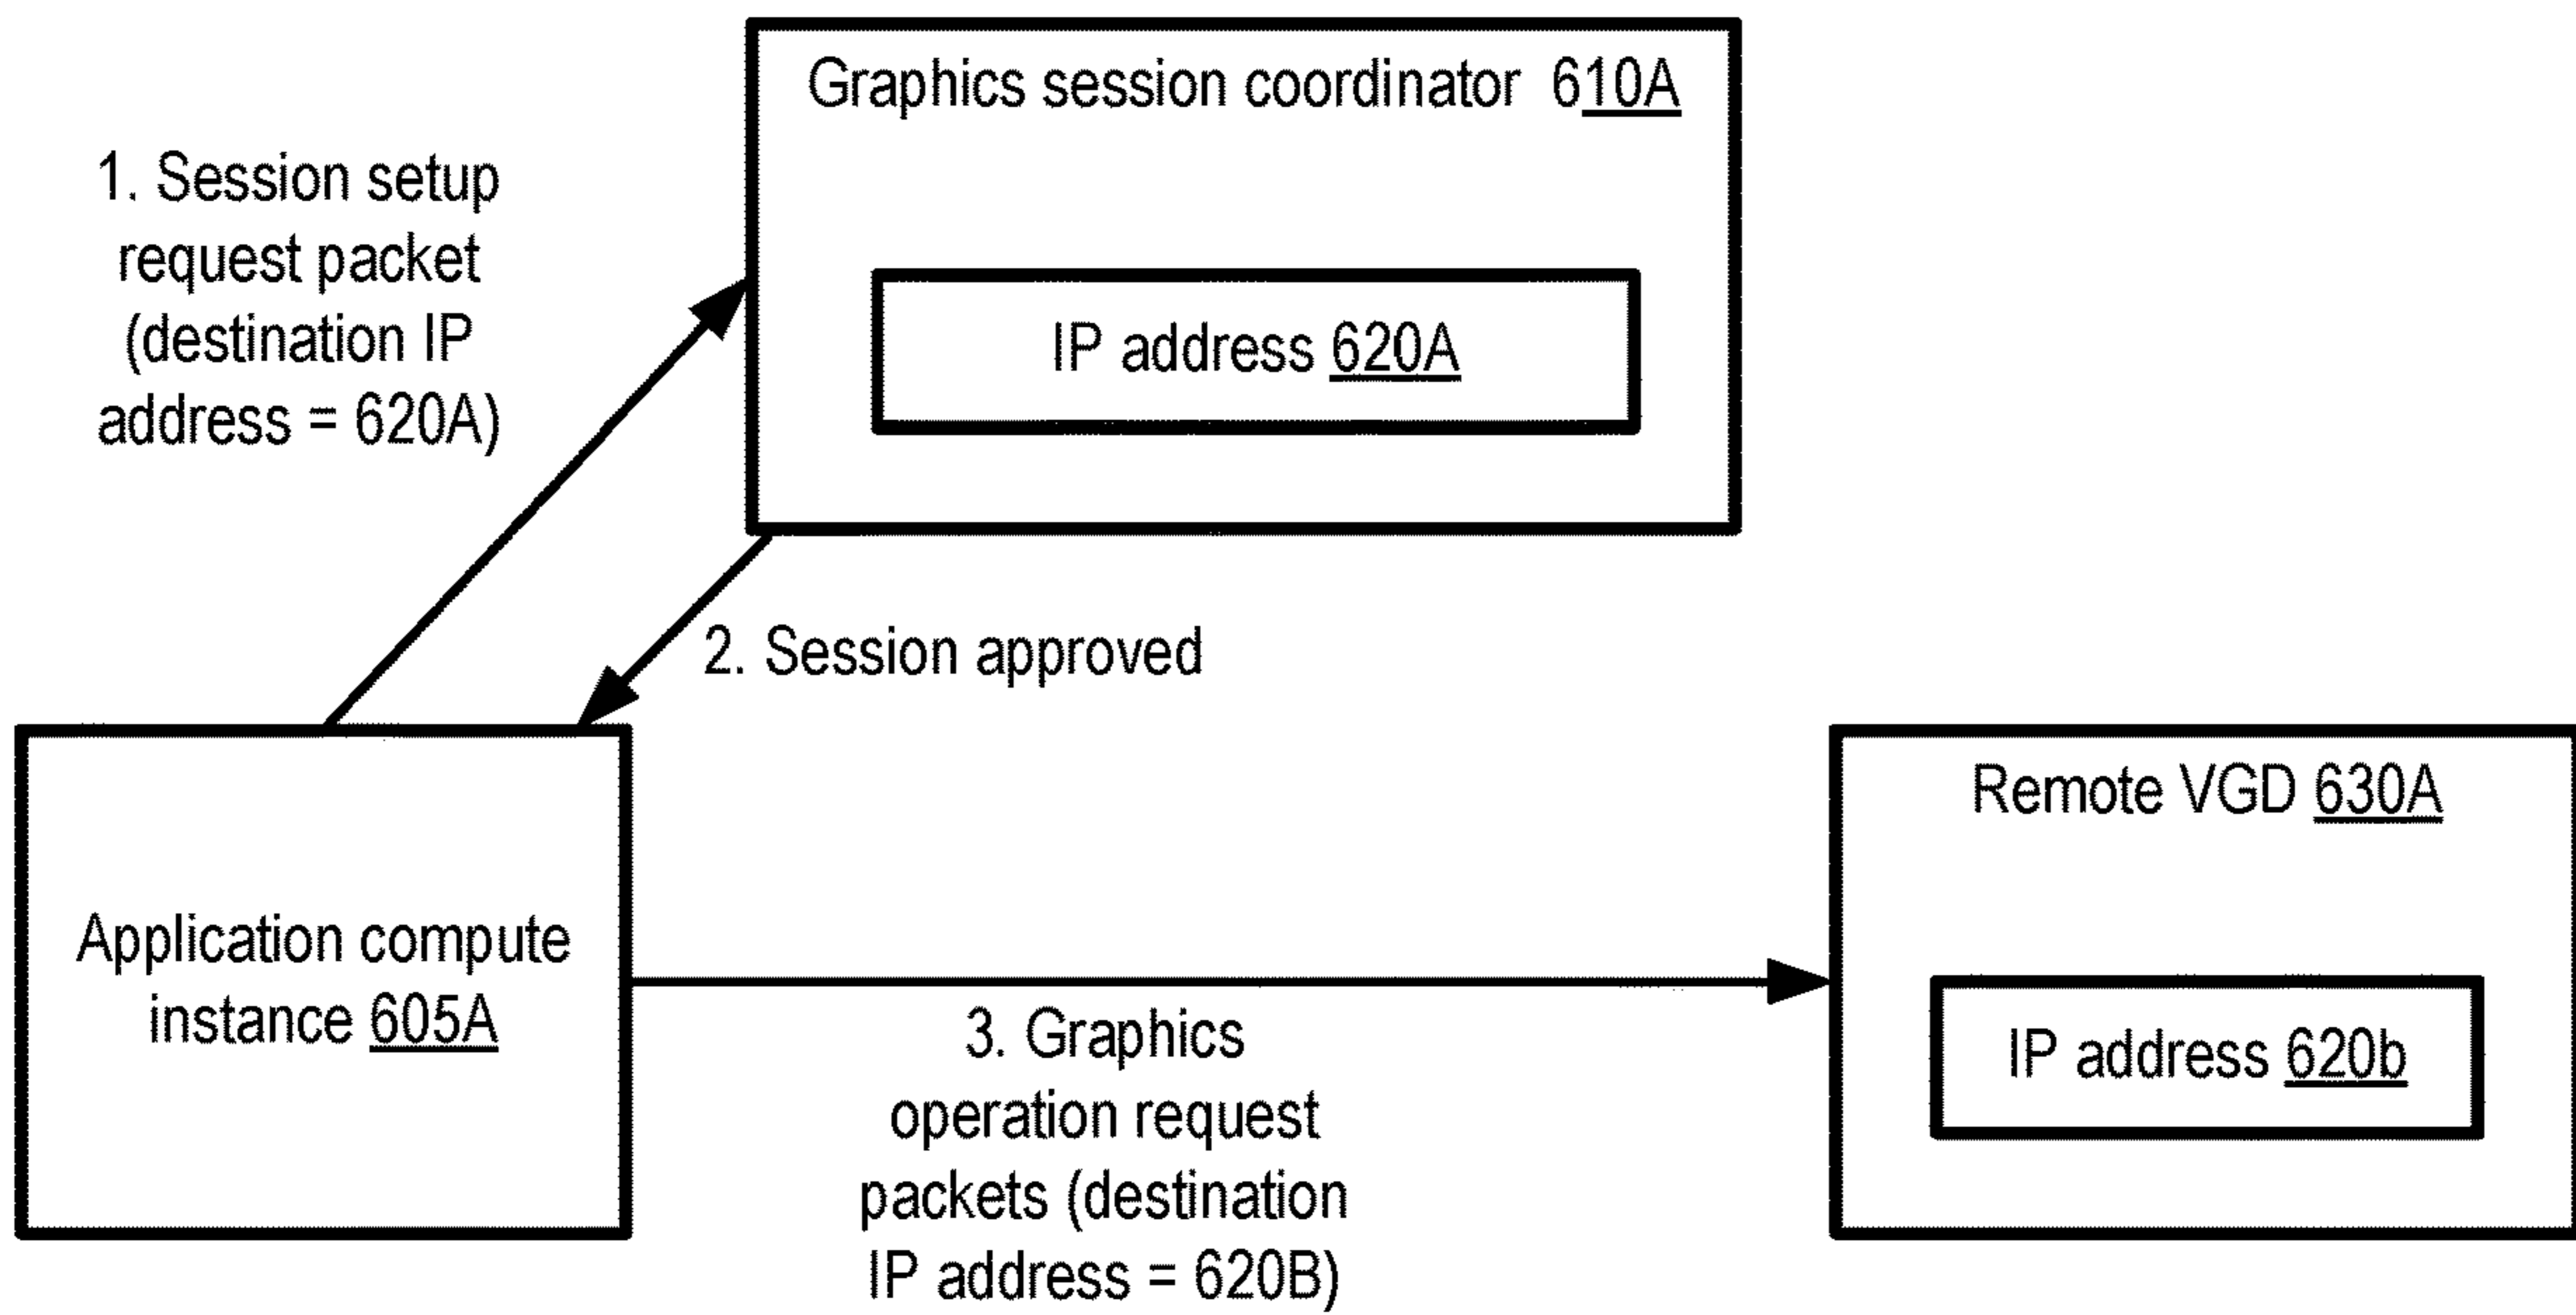 Graphics session coordinator 610A
1. Session setup
request packet
(destination IP
address = 620A)
IP address 620A
2. Session approved
Remote VGD 630A
Application compute
instance 605A
IP address 620b
3. Graphics
operation request
packets (destination
IP address = 620B)